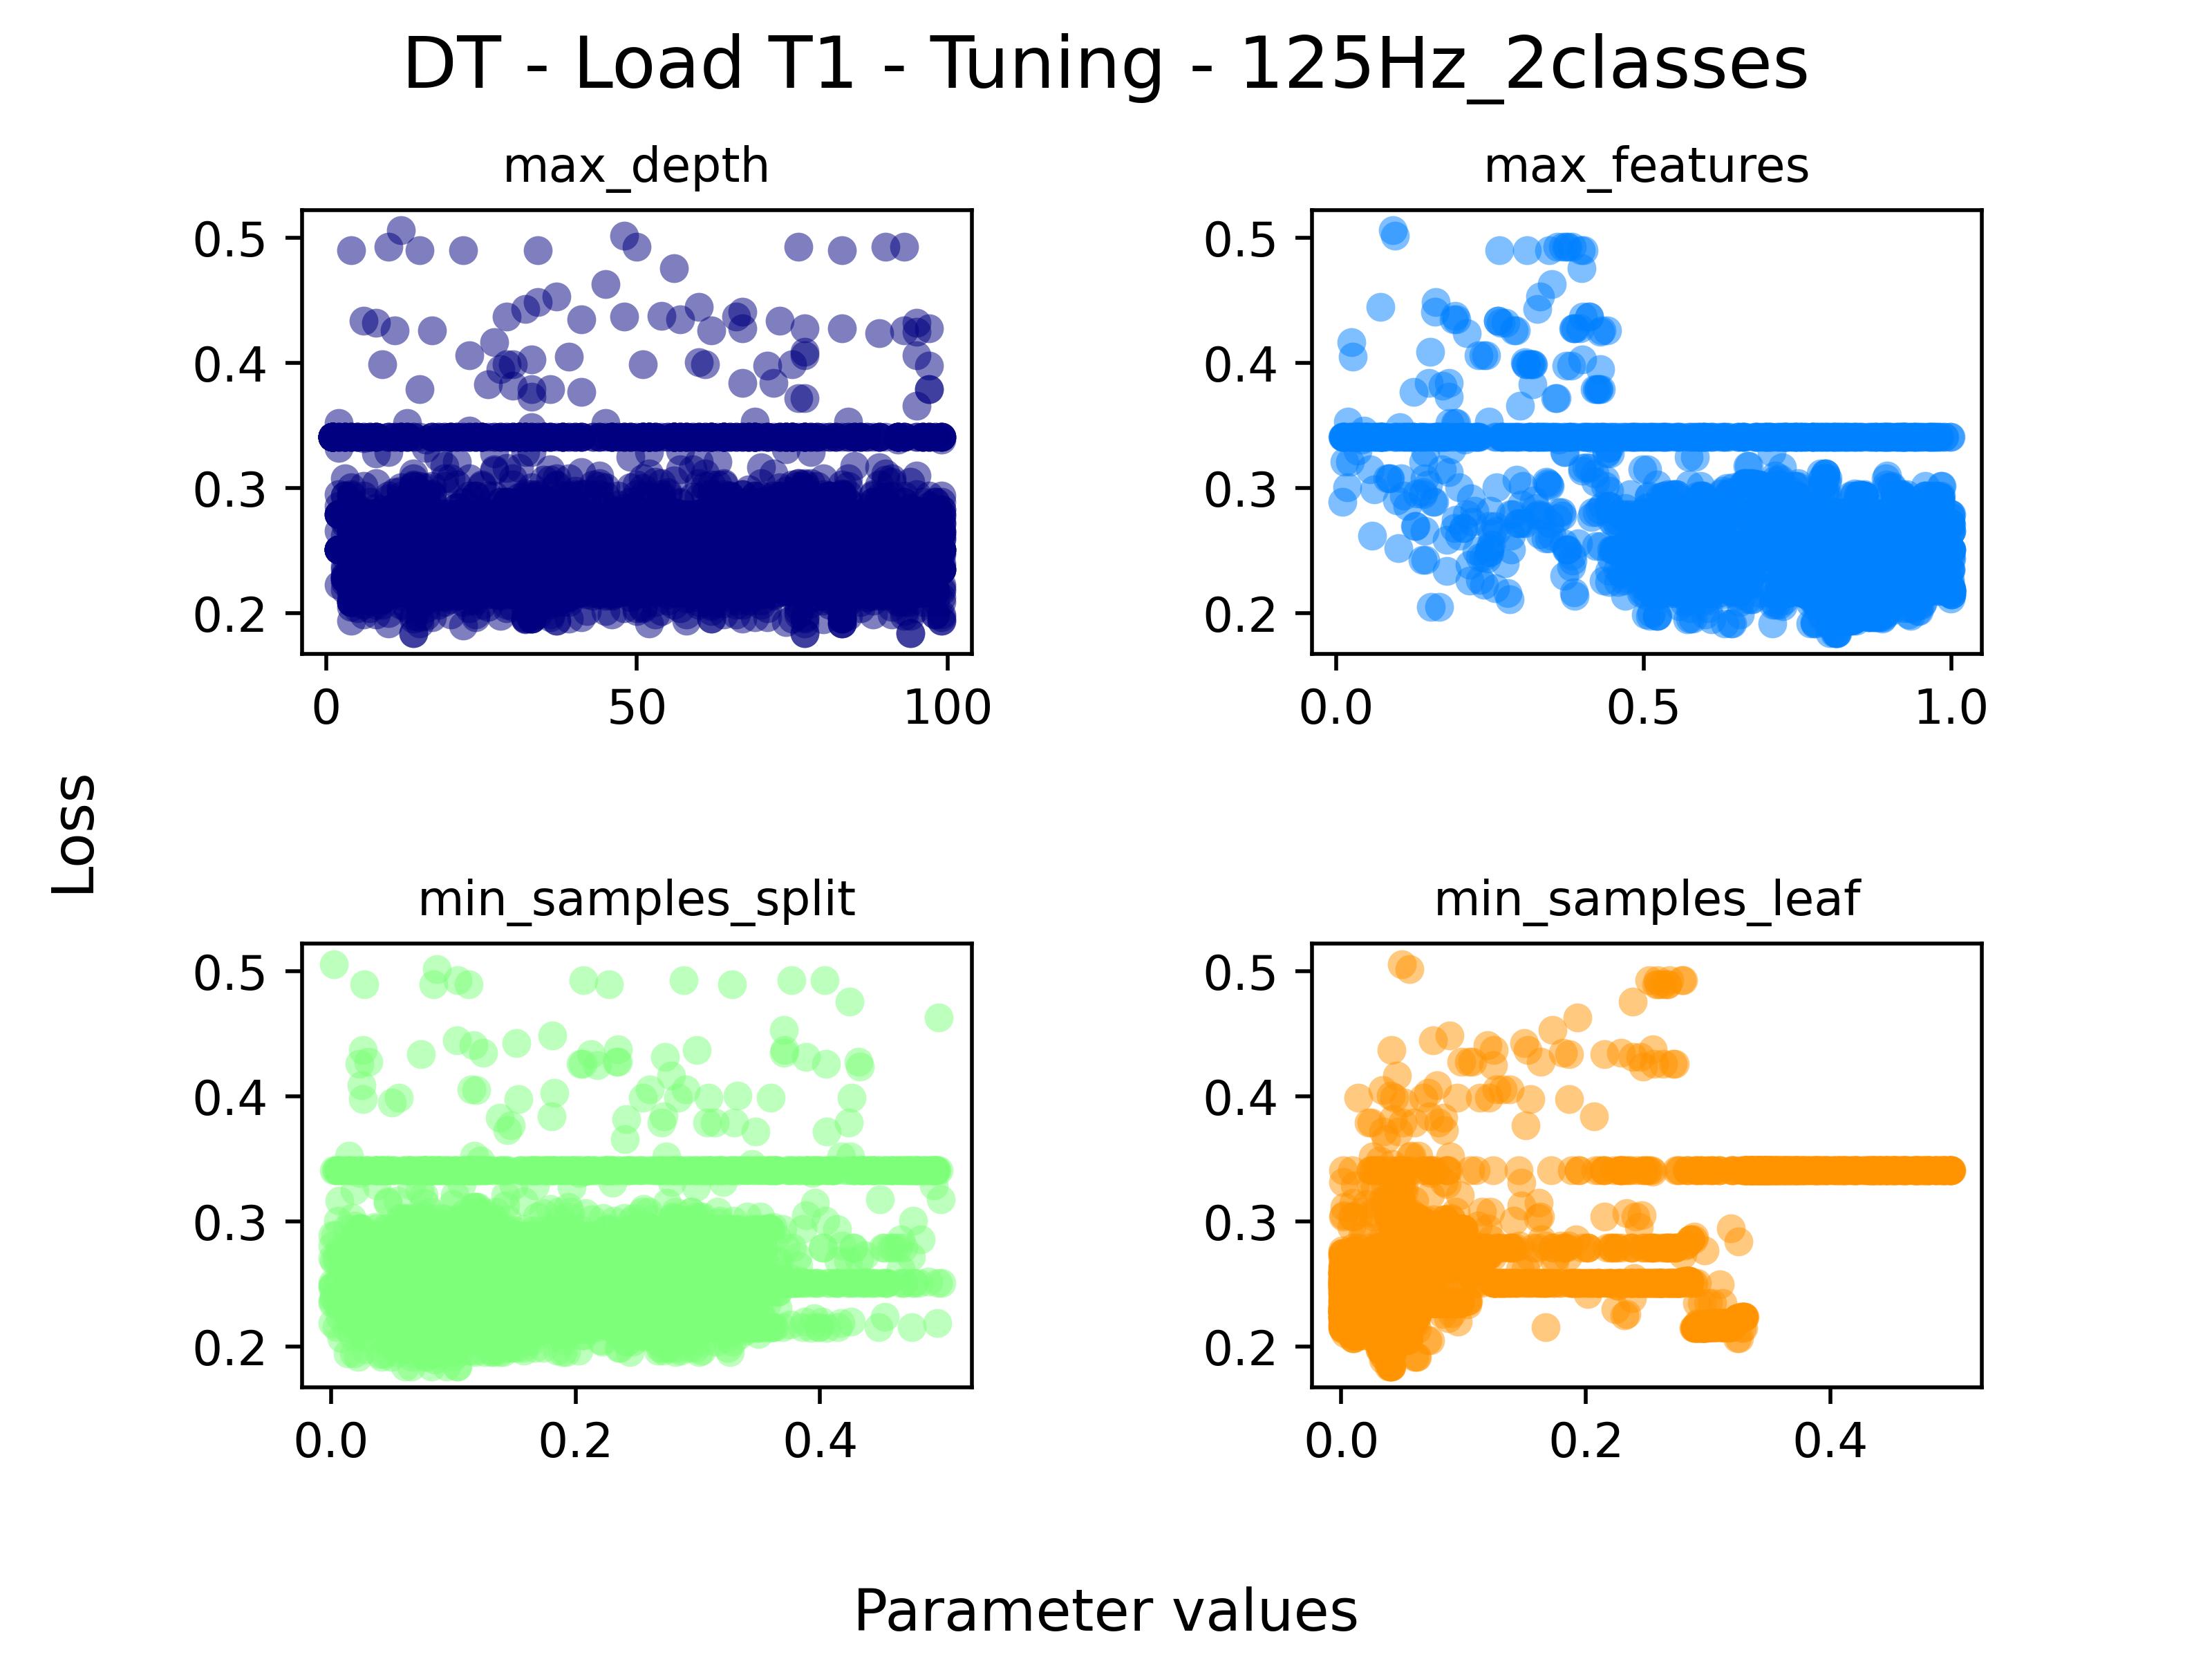 DT - Load T1 - Tuning - 125Hz_2classes
max_depth
0.5
0.4
0.3
0.2
0 50 100
max_features
0.5
0.4
0.3
0.2
0.0 0.5 1.0
Loss
min_samples_split
0.5
0.4
0.3
0.2
0.0 0.2 0.4
min_samples_leaf
0.5
0.4
0.3
0.2
0.0 0.2 0.4
Parameter values